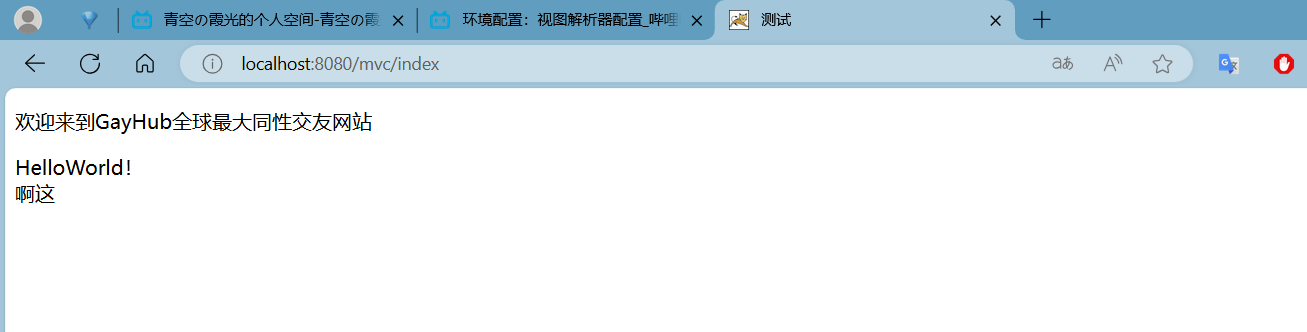 青空の霞光的个人空间-青空の霞
环境配置：视图解析器配置_哔哩
测试
localhost:8080/mvc/index
欢迎来到GayHub全球最大同性交友网站
HelloWorld！
啊这